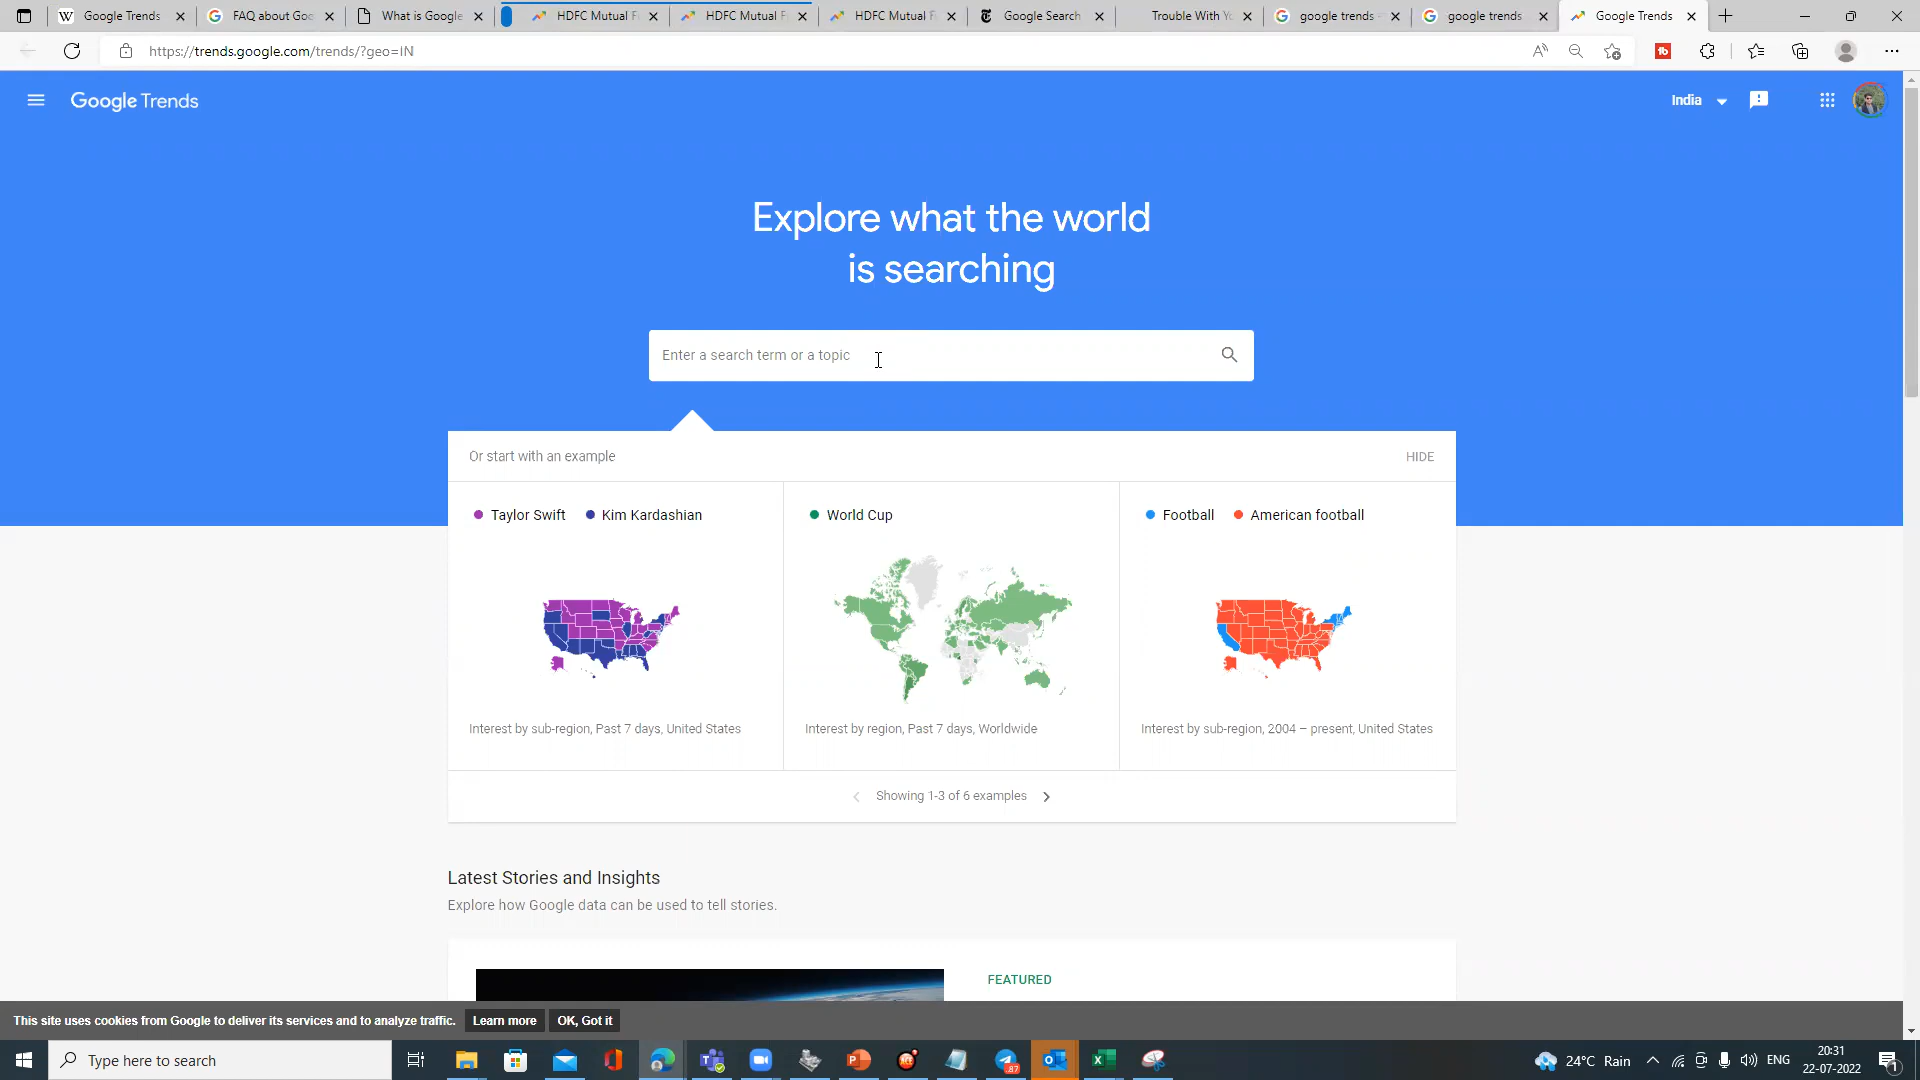 Google Trends
FAQ about Goo
What is Google
HDFC Mutual F
HDFC Mutual F
HDFC Mutual F
Google Search
Trouble With Y
google trends
google trends
Google Trends
https://trends.google.com/trends/?geo=IN
Google Trends
India
Explore what the world
is searching
Enter a search term or a topic
Or start with an example
HIDE
Taylor Swift
Kim Kardashian
World Cup
Football
American football
Interest by sub-region, Past 7 days, United States
Interest by region, Past 7 days, Worldwide
Interest by sub-region, 2004 – present, United States
Showing 1-3 of 6 examples
Latest Stories and Insights
Explore how Google data can be used to tell stories.
FEATURED
This site uses cookies from Google to deliver its services and to analyze traffic.
Learn more
OK, Got it
Type here to search
87
24°C Rain
ENG
20:31
22-07-2022
1